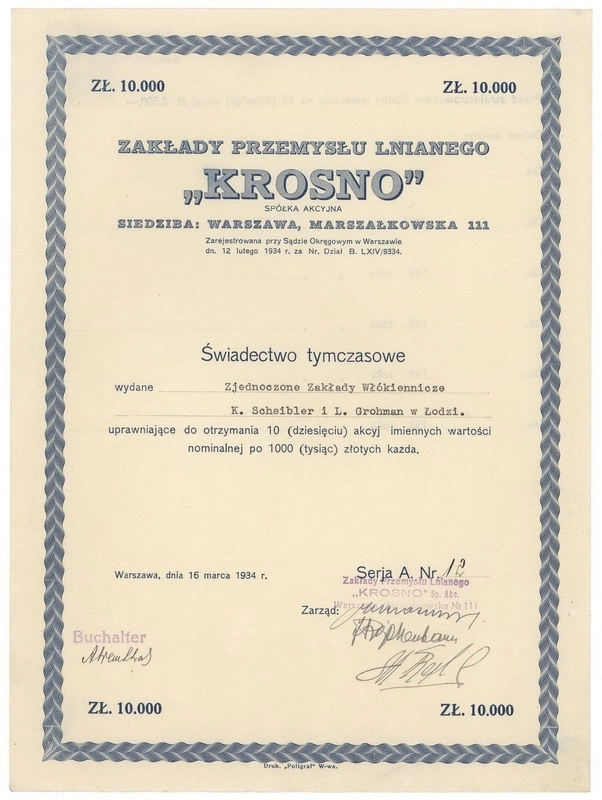 ZŁ. 10.000 ZŁ. 10.000
ZAKŁADY PRZEMYSŁU LNIANEGO
„KROSNO”
SPÓŁKA AKCYJNA
SIEDZIBA: WARSZAWA, MARSZAŁKOWSKA 111
Zarejestrowana przy Sądzie Okręgowym w Warszawie
dn. 12 lutego 1934 r. za Nr. Dział B. LXIV/9334.
Świadectwo tymczasowe
wydane Zjednoczone Zakłady Włókiennicze
K. Scheibler i L. Grohman w Łodzi.
uprawniające do otrzymania 10 (dziesięciu) akcyj imiennych wartości
nominalnej po 1000 (tysiąc) złotych każda.
Warszawa, dnia 16 marca 1934 r.
Serja A. Nr. 12
Zakłady Przemysłu Lnianego
„KROSNO” Sp. Akc.
Nr 111
Zarząd:
Buchalter
ZŁ. 10.000 ZŁ. 10.000
Druk. „Poligraf” W-wa.